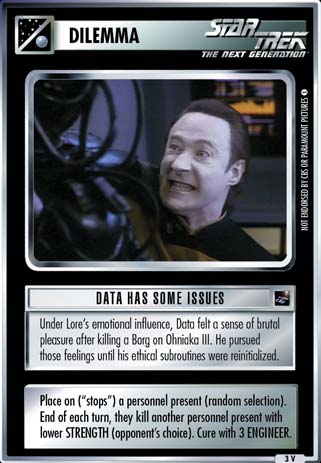 DILEMMA
STAR TREK
THE NEXT GENERATION®
NOT ENDORSED BY CBS OR PARAMOUNT PICTURES
DATA HAS SOME ISSUES
Under Lore's emotional influence, Data felt a sense of brutal
pleasure after killing a Borg on Ohniaka III. He pursued
those feelings until his ethical subroutines were reinitialized.
Place on ("stops") a personnel present (random selection).
End of each turn, they kill another personnel present with
lower STRENGTH (opponent's choice). Cure with 3 ENGINEER.
3 V